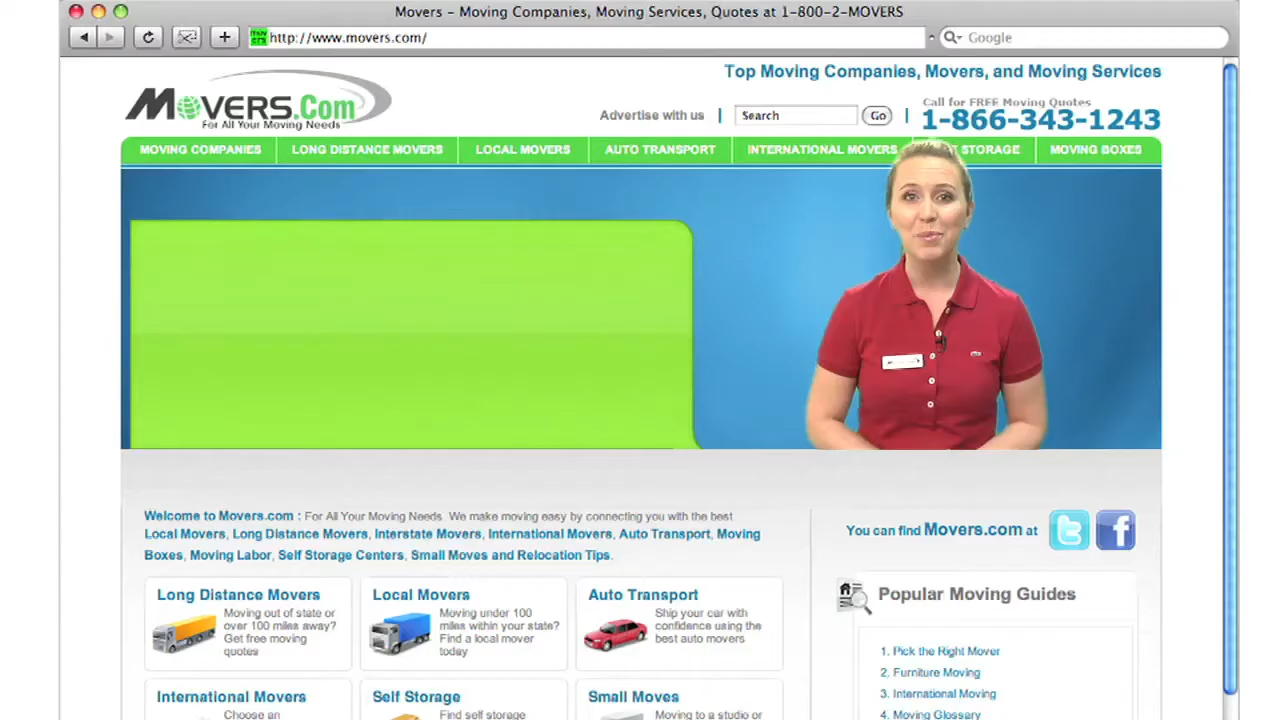 Movers – Moving Companies, Moving Services, Quotes at 1-800-2-MOVERS
http://www.movers.com/
Google
Top Moving Companies, Movers, and Moving Services
MOVERS.Com
For All Your Moving Needs
Advertise with us
Search
Go
Call for FREE Moving Quotes
1-866-343-1243
MOVING COMPANIES
LONG DISTANCE MOVERS
LOCAL MOVERS
AUTO TRANSPORT
INTERNATIONAL MOVERS
STORAGE
MOVING BOXES
Welcome to Movers.com : For All Your Moving Needs. We make moving easy by connecting you with the best
Local Movers, Long Distance Movers, Interstate Movers, International Movers, Auto Transport, Moving
Boxes, Moving Labor, Self Storage Centers, Small Moves and Relocation Tips.
You can find Movers.com at
Long Distance Movers
Moving out of state or
over 100 miles away?
Get free moving
quotes
Local Movers
Moving under 100
miles within your state?
Find a local mover
today
Auto Transport
Ship your car with
confidence using the
best auto movers
Popular Moving Guides
1. Pick the Right Mover
2. Furniture Moving
3. International Moving
4. Moving Glossary
International Movers
Choose an
Self Storage
Find self storage
Small Moves
Moving to a studio or